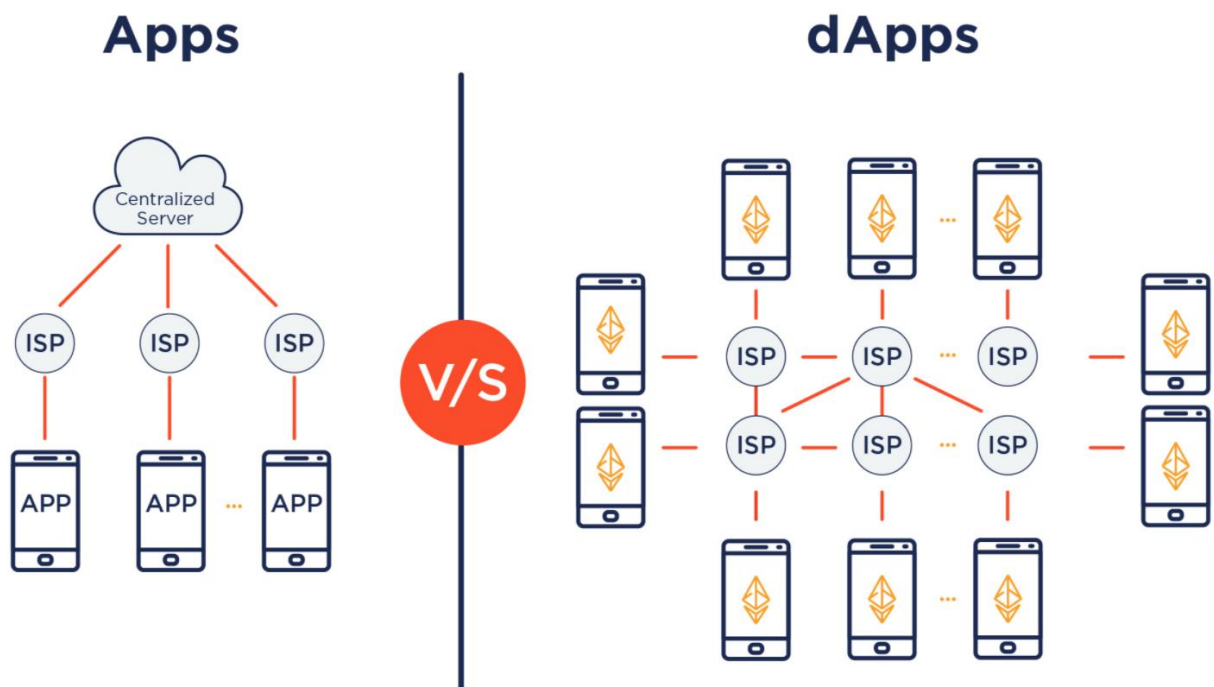 Apps
dApps
Centralized
Server
ISP
ISP
ISP
APP
APP
...
APP
V/S
...
ISP
ISP
...
ISP
ISP
ISP
...
ISP
...